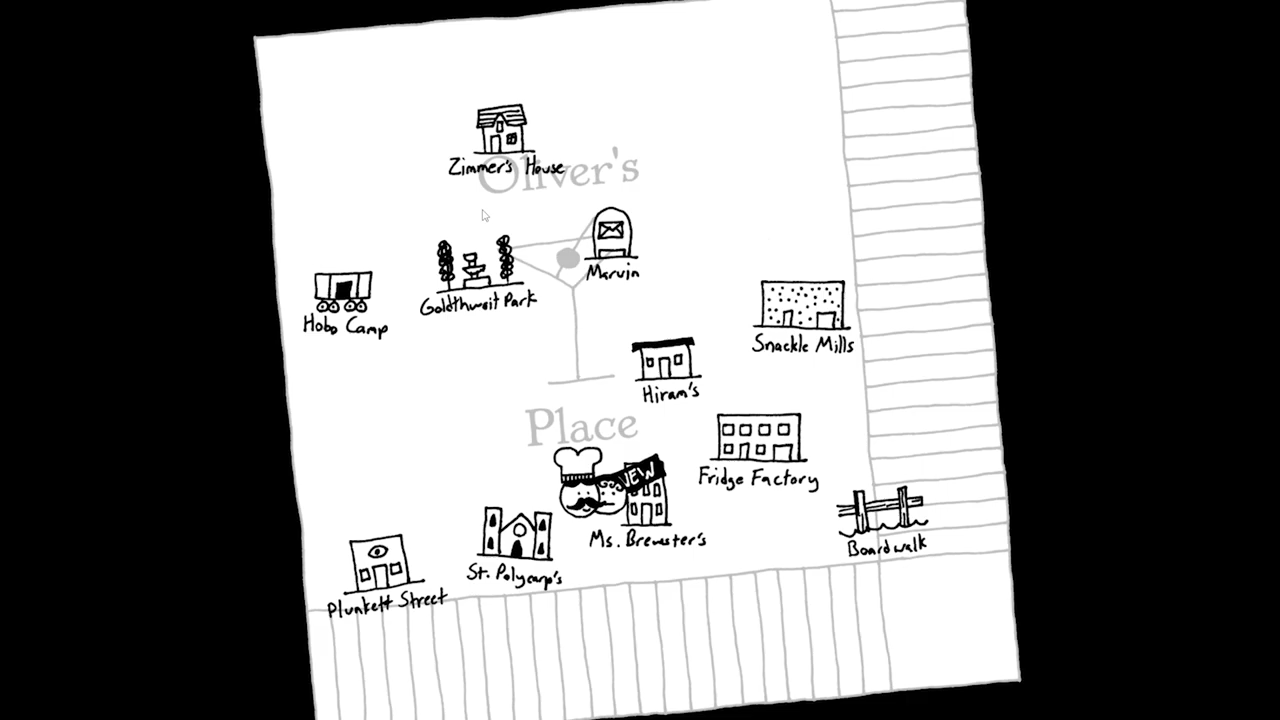 Zimmer's House
Oliver's
Marvin
Goldthwait Park
Hobo Camp
Snackle Mills
Hiram's
Place
NEW
Fridge Factory
Ms. Brewster's
Boardwalk
St. Polycarp's
Plunkett Street